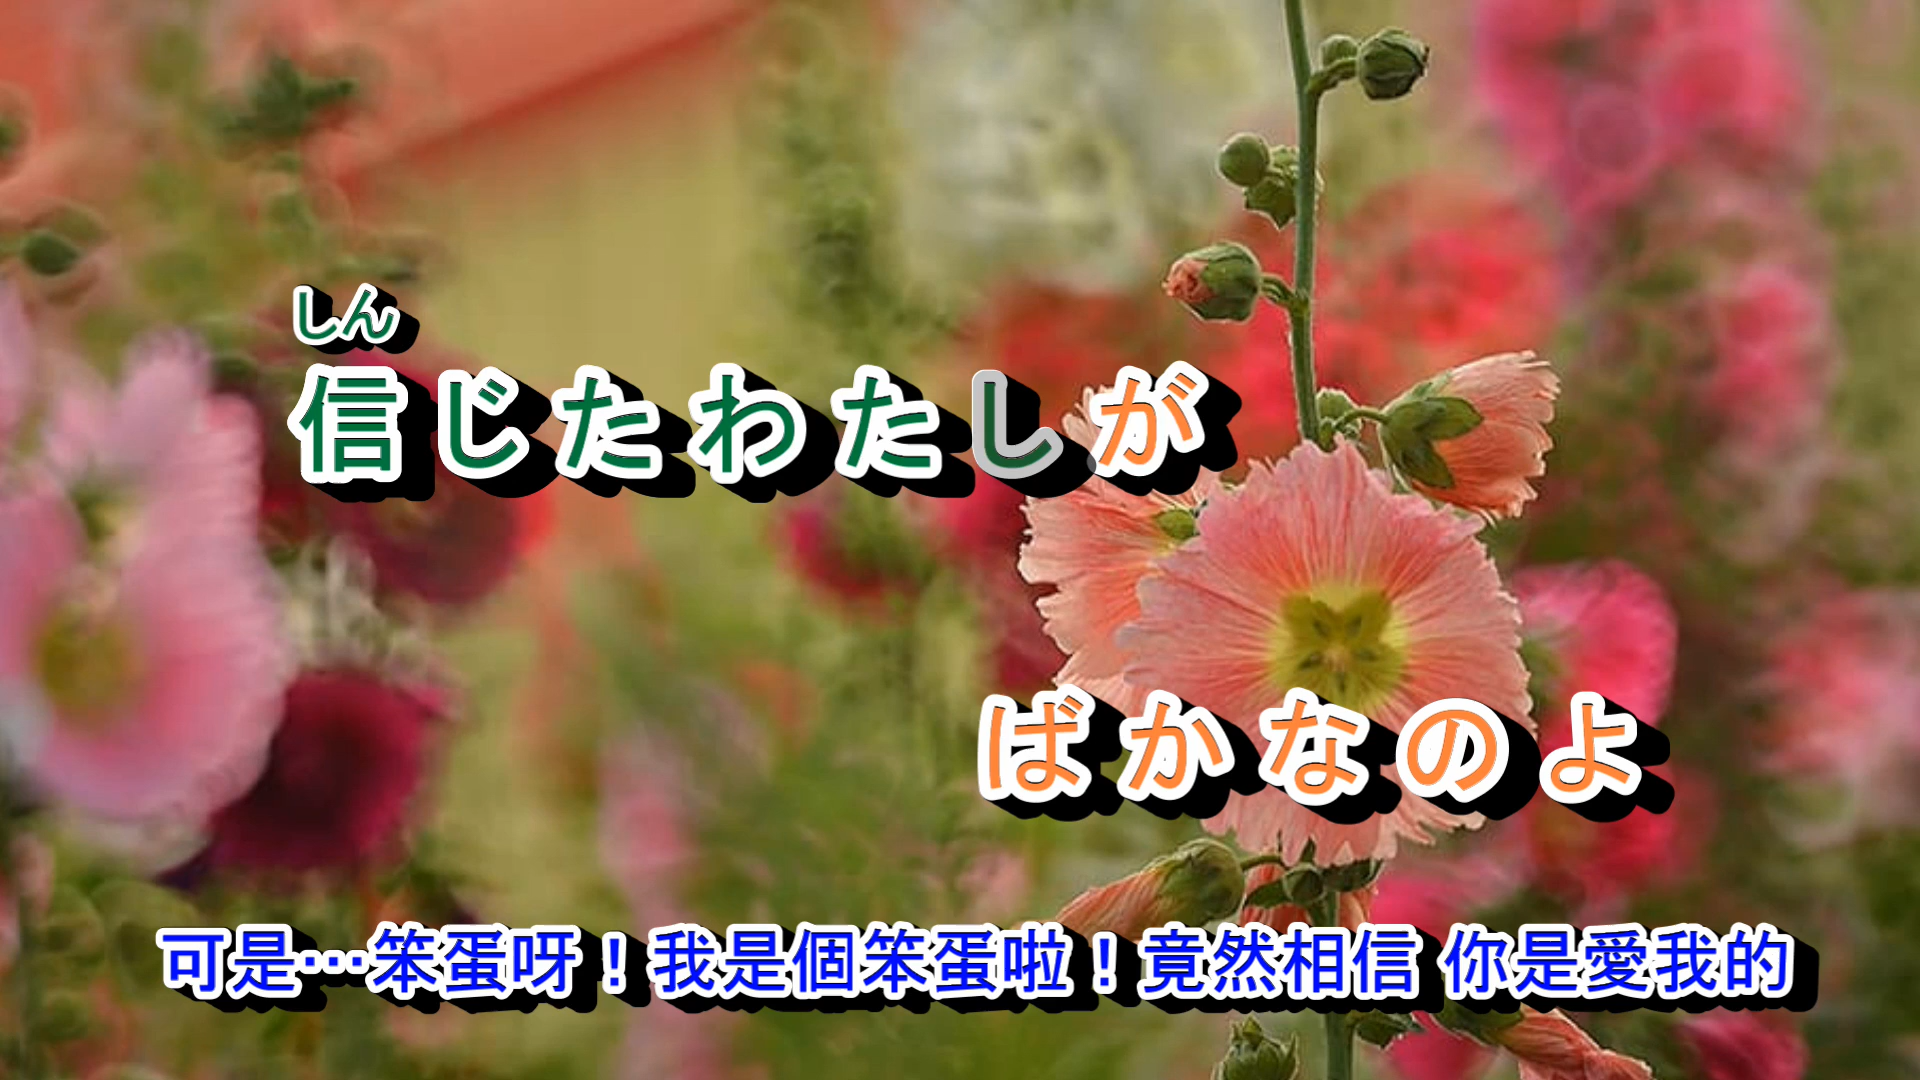 しん
信じたわたしが
ばかなのよ
可是…笨蛋呀！我是個笨蛋啦！竟然相信 你是愛我的